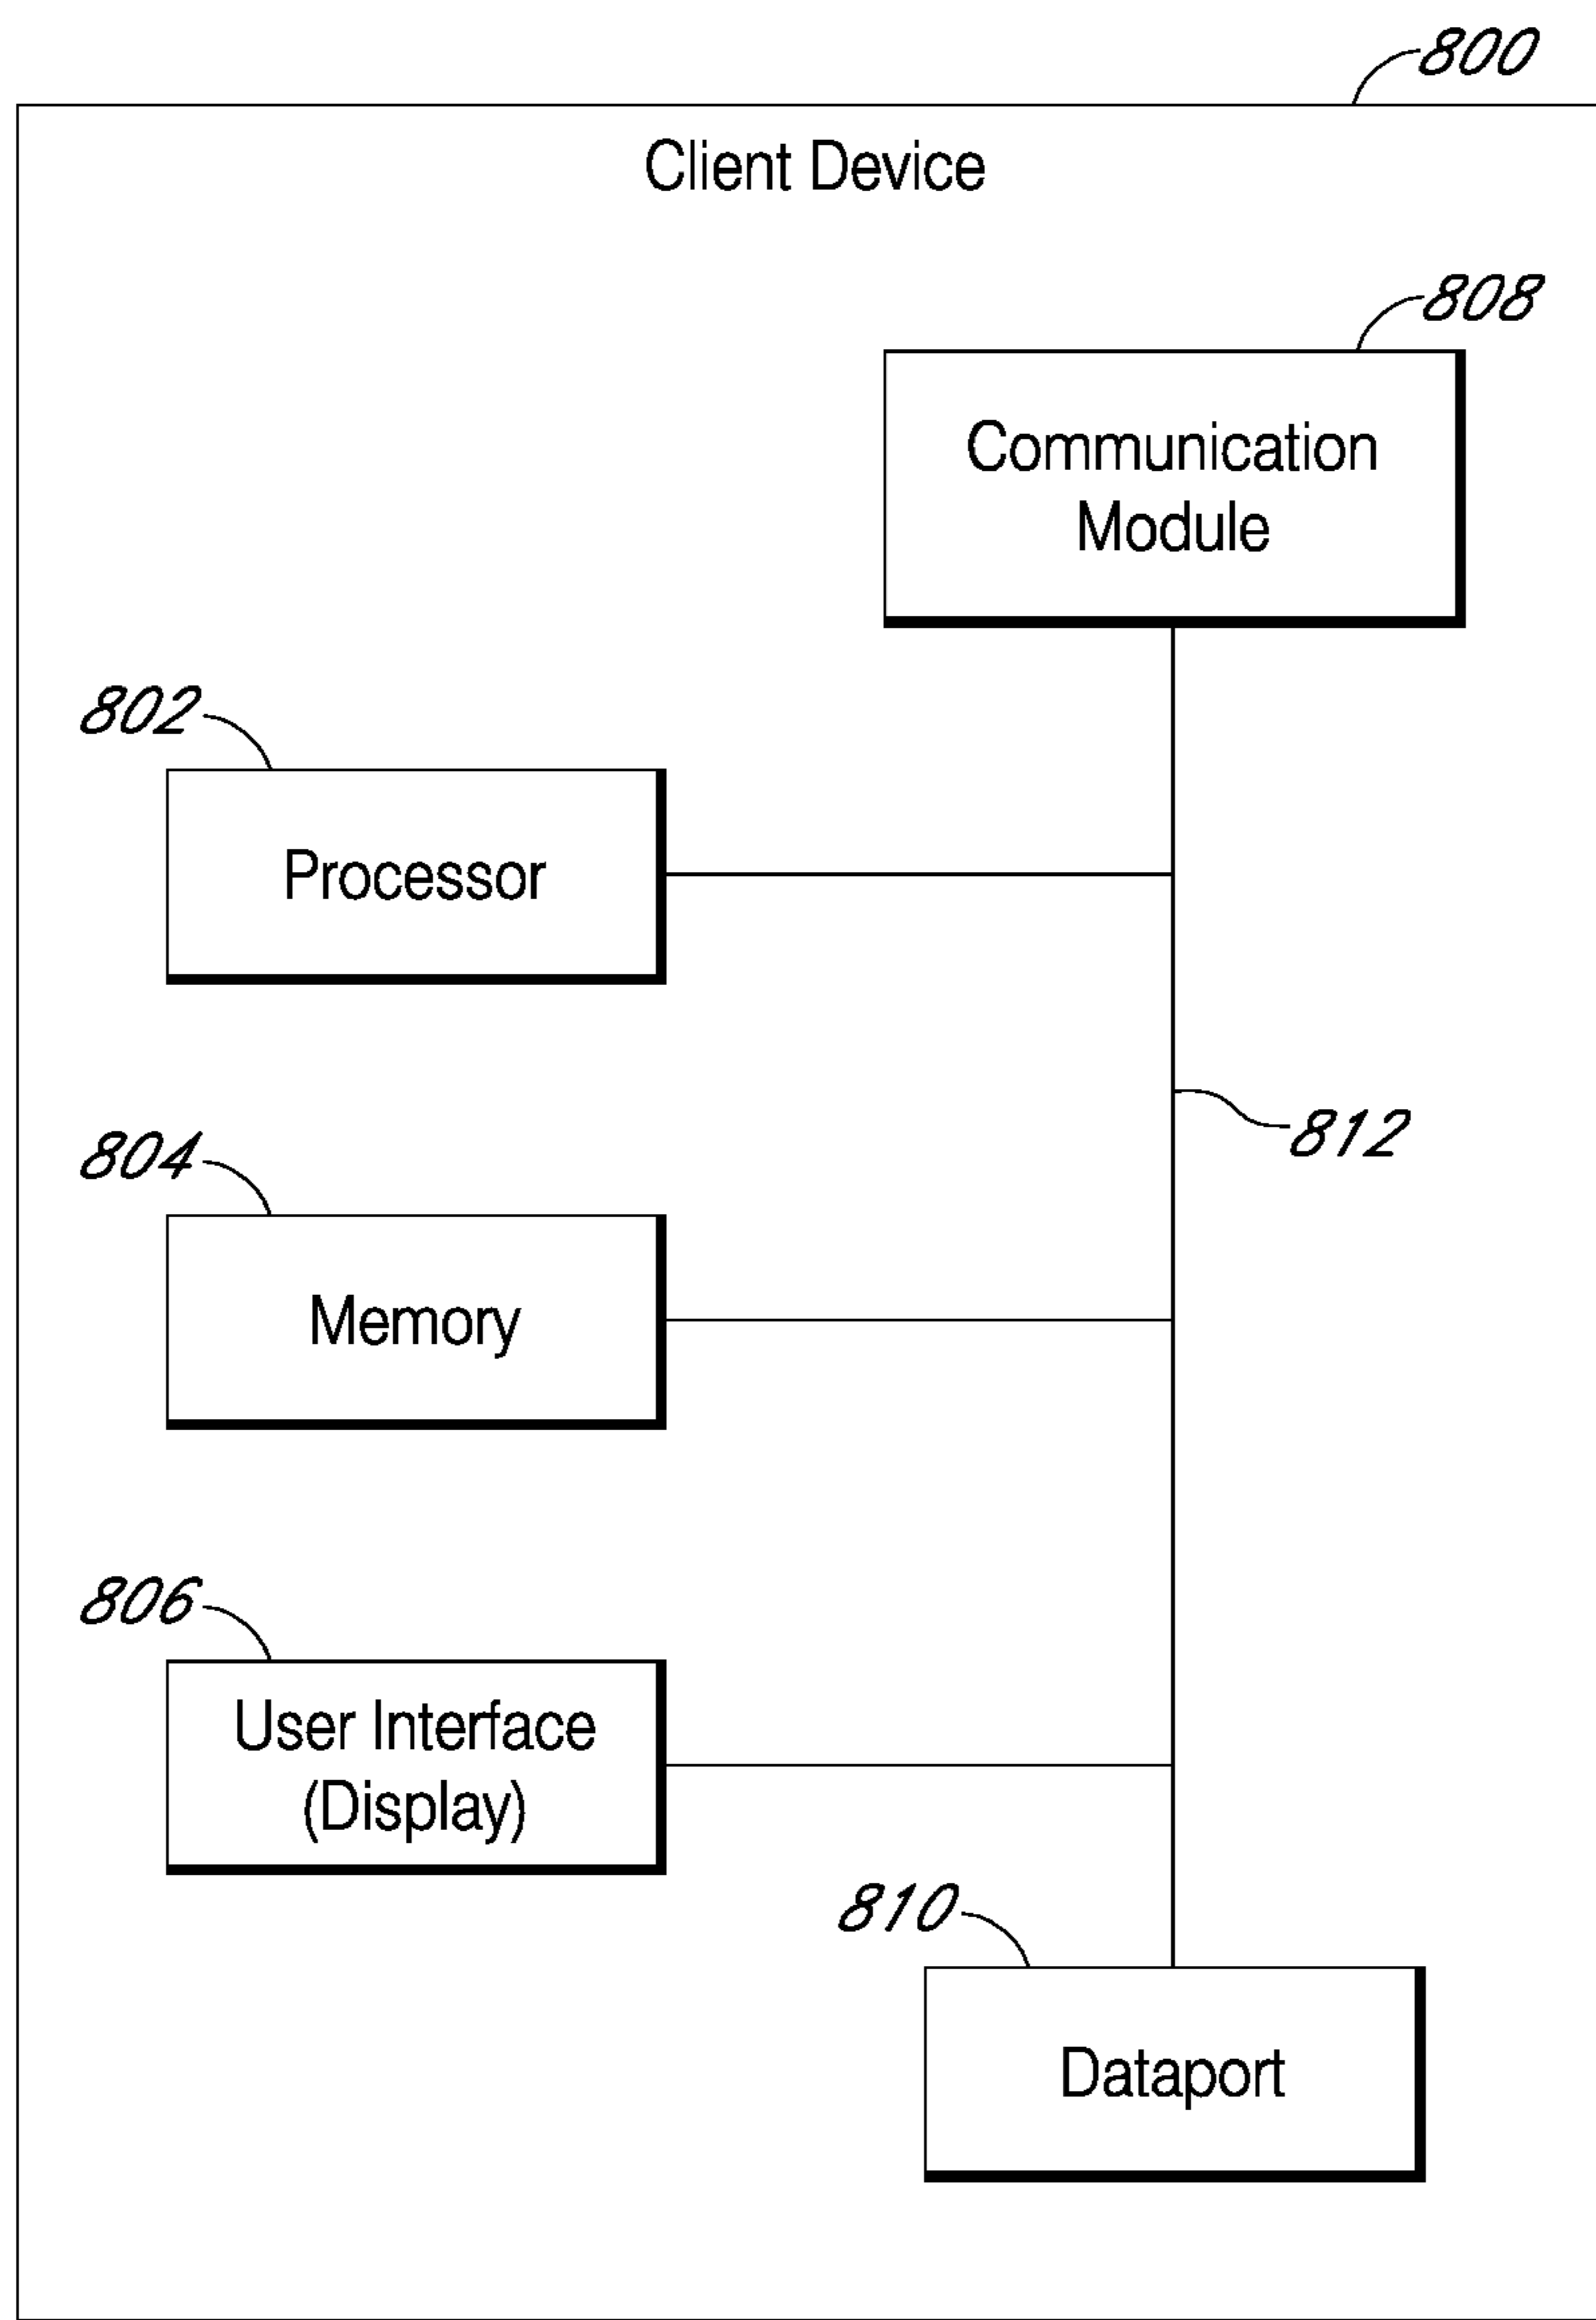 800
Client Device
808
Communication
Module
802
Processor
812
804
Memory
806
User Interface
(Display)
810
Dataport